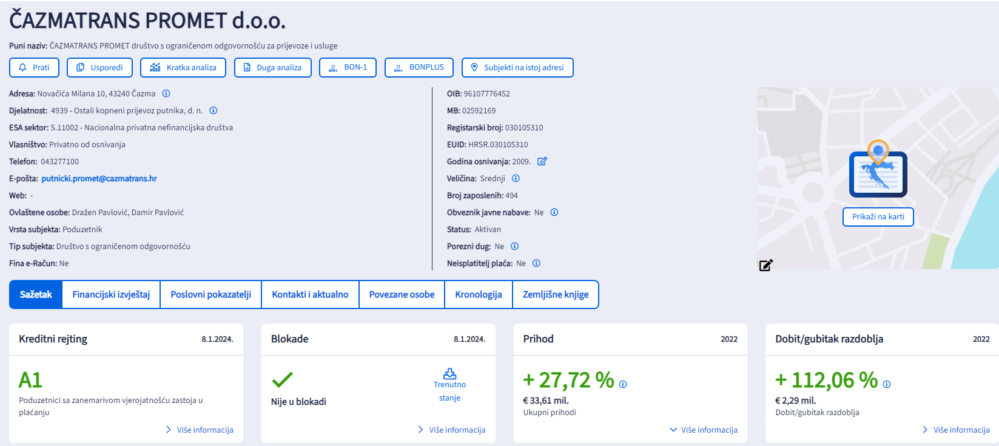 ČAZMATRANS PROMET d.o.o.
Puni naziv: ČAZMATRANS PROMET društvo s ograničenom odgovornošću za prijevoze i usluge
Prati
Usporedi
Kratka analiza
Duga analiza
BON-1
BONPLUS
Subjekti na istoj adresi
Adresa: Novačića Milana 10, 43240 Čazma
Djelatnost: 4939 - Ostali kopneni prijevoz putnika, d. n.
ESA sektor: S.11002 - Nacionalna privatna nefinancijska društva
Vlasništvo: Privatno od osnivanja
Telefon: 043277100
E-pošta: putnicki.promet@cazmatrans.hr
Web: -
Ovlaštene osobe: Dražen Pavlović, Damir Pavlović
Vrsta subjekta: Poduzetnik
Tip subjekta: Društvo s ograničenom odgovornošću
Fina e-Račun: Ne
OIB: 96107776452
MB: 02592169
Registarski broj: 030105310
EUID: HRSR.030105310
Godina osnivanja: 2009.
Veličina: Srednji
Broj zaposlenih: 494
Obveznik javne nabave: Ne
Status: Aktivan
Porezni dug: Ne
Neisplatitelj plaća: Ne
Prikaži na karti
Sažetak
Financijski izvještaj
Poslovni pokazatelji
Kontakti i aktualno
Povezane osobe
Kronologija
Zemljišne knjige
Kreditni rejting 8.1.2024.
A1
Poduzetnici sa zanemarivom vjerojatnošću zastoja u
plaćanju
Više informacija
Blokade 8.1.2024.
Trenutno
stanje
Nije u blokadi
Više informacija
Prihod 2022
+ 27,72 %
€ 33,61 mil.
Ukupni prihodi
Više informacija
Dobit/gubitak razdoblja 2022
+ 112,06 %
€ 2,29 mil.
Dobit/gubitak razdoblja
Više informacija